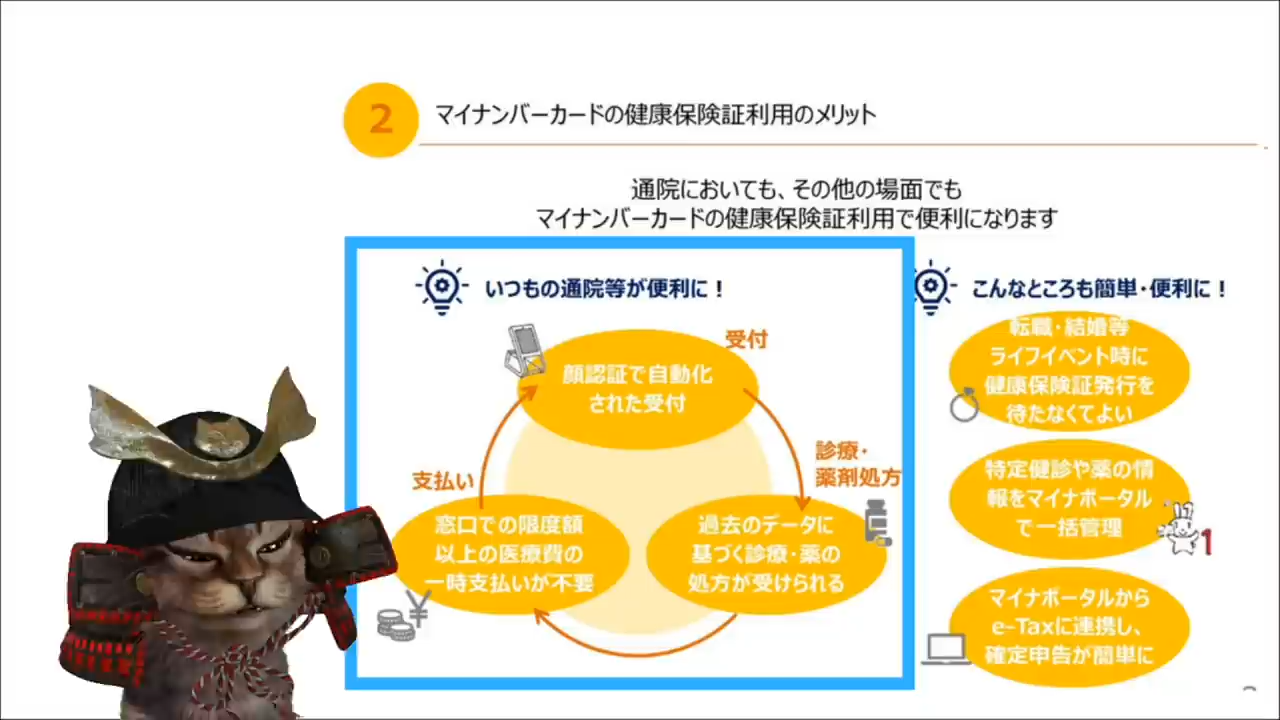 2
マイナンバーカードの健康保険証利用のメリット
通院においても、その他の場面でも
マイナンバーカードの健康保険証利用で便利になります
いつもの通院等が便利に！
受付
顔認証で自動化
された受付
診療・
薬剤処方
過去のデータに
基づく診療・薬の
処方が受けられる
支払い
窓口での限度額
以上の医療費の
一時支払いが不要
¥
こんなところも簡単・便利に！
転職・結婚等
ライフイベント時に
健康保険証発行を
待たなくてよい
特定健診や薬の情
報をマイナポータル
で一括管理
1
マイナポータルから
e-Taxに連携し、
確定申告が簡単に